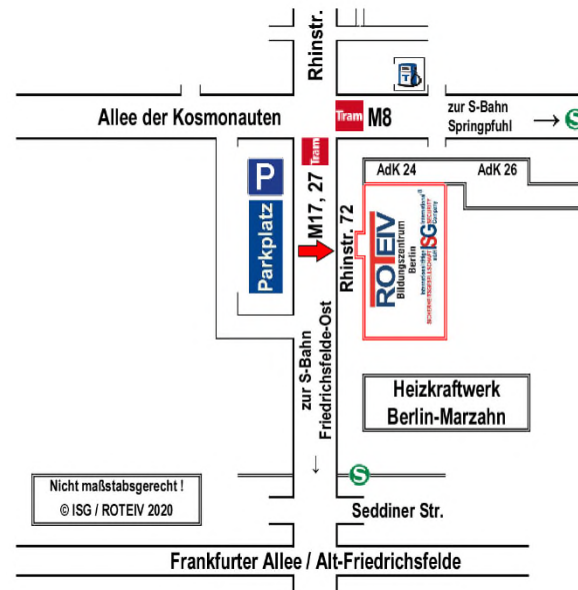 Rhinstr.
Allee der Kosmonauten
Tram M8
zur S-Bahn
Springpfuhl
→ S
Tram
M17, 27
P
Parkplatz
Rhinstr. 72
AdK 24
AdK 26
ROTEIV
Bildungszentrum
Berlin
ISG
zur S-Bahn
Friedrichsfelde-Ost
→
Heizkraftwerk
Berlin-Marzahn
S
Nicht maßstabsgerecht !
© ISG / ROTEIV 2020
Seddiner Str.
Frankfurter Allee / Alt-Friedrichsfelde